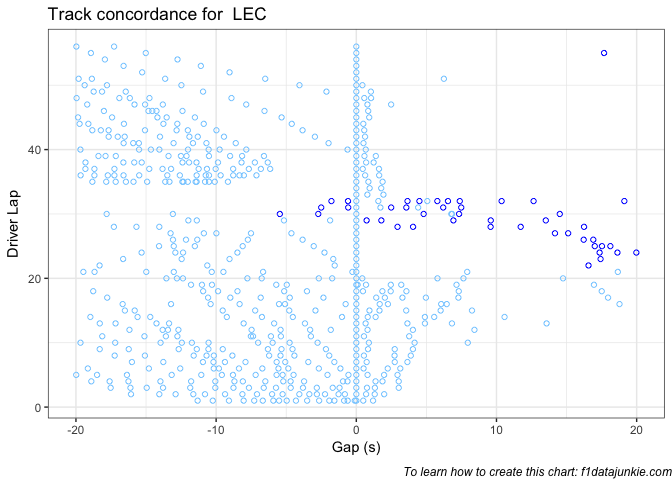 Track concordance for  LEC
Driver Lap
40
20
0
-20
-10
0
10
20
Gap (s)
To learn how to create this chart: f1datajunkie.com